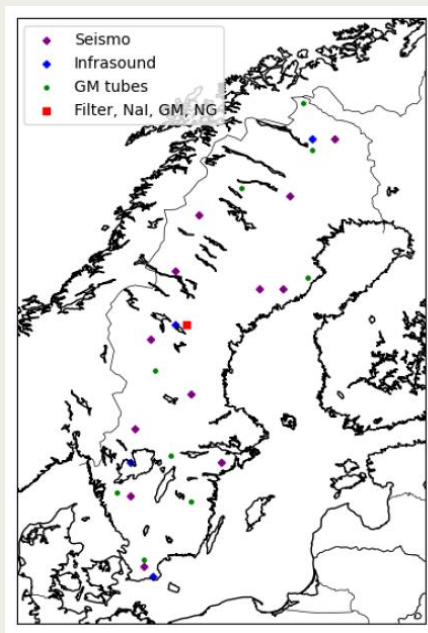 Seismo
Infrasound
GM tubes
Filter, NaI, GM, NG